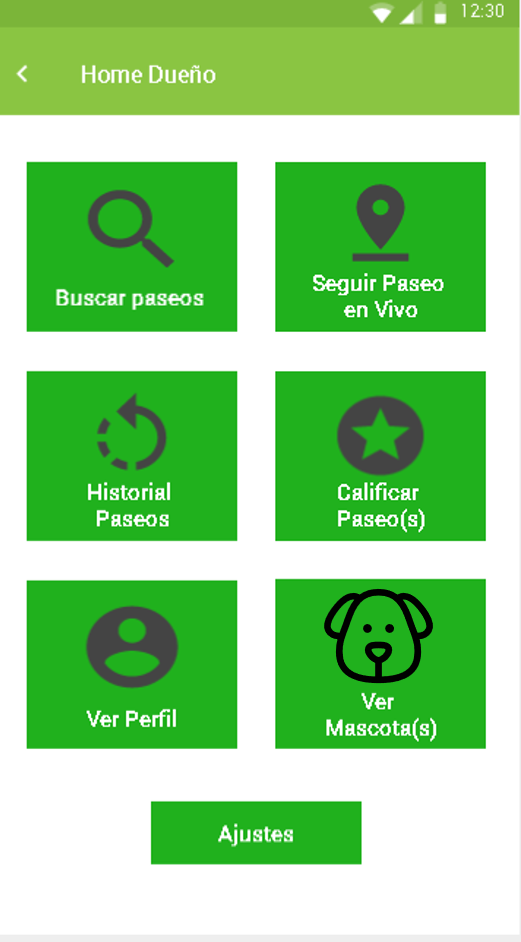 12:30
Home Dueño
Buscar paseos
Seguir Paseo
en Vivo
Historial
Paseos
Calificar
Paseo(s)
Ver Perfil
Ver
Mascota(s)
Ajustes